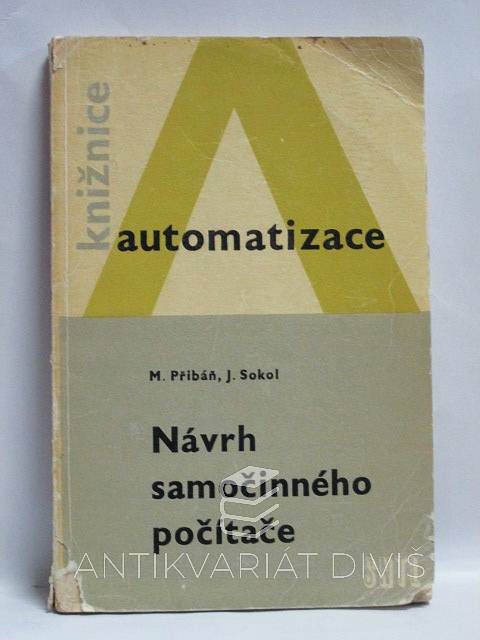 knižnice
automatizace
M. Přibáň, J. Sokol
Návrh
samočinného
počítače
ANTIKVARIÁT DIVIŠ